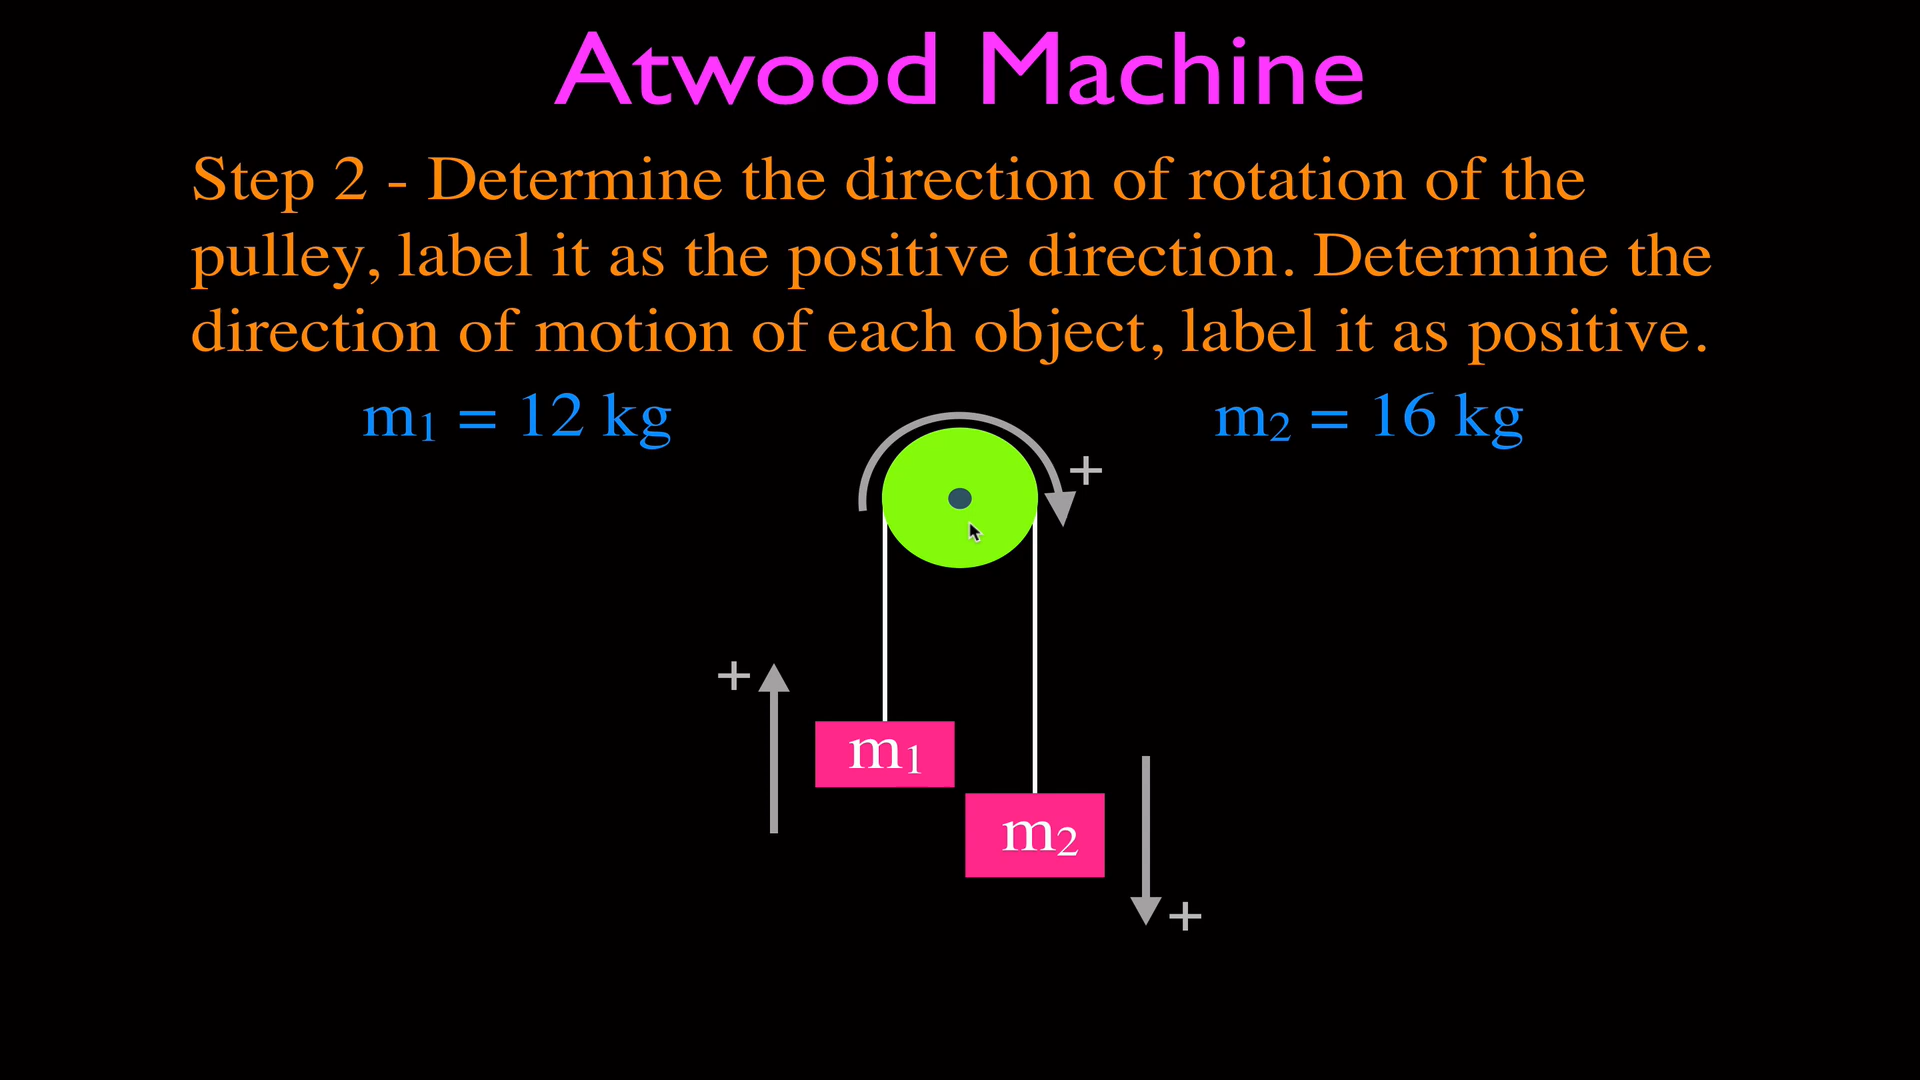 Atwood Machine
Step 2 - Determine the direction of rotation of the
pulley, label it as the positive direction. Determine the
direction of motion of each object, label it as positive.
m₁ = 12 kg
m₂ = 16 kg
+
+
m₁
m₂
+